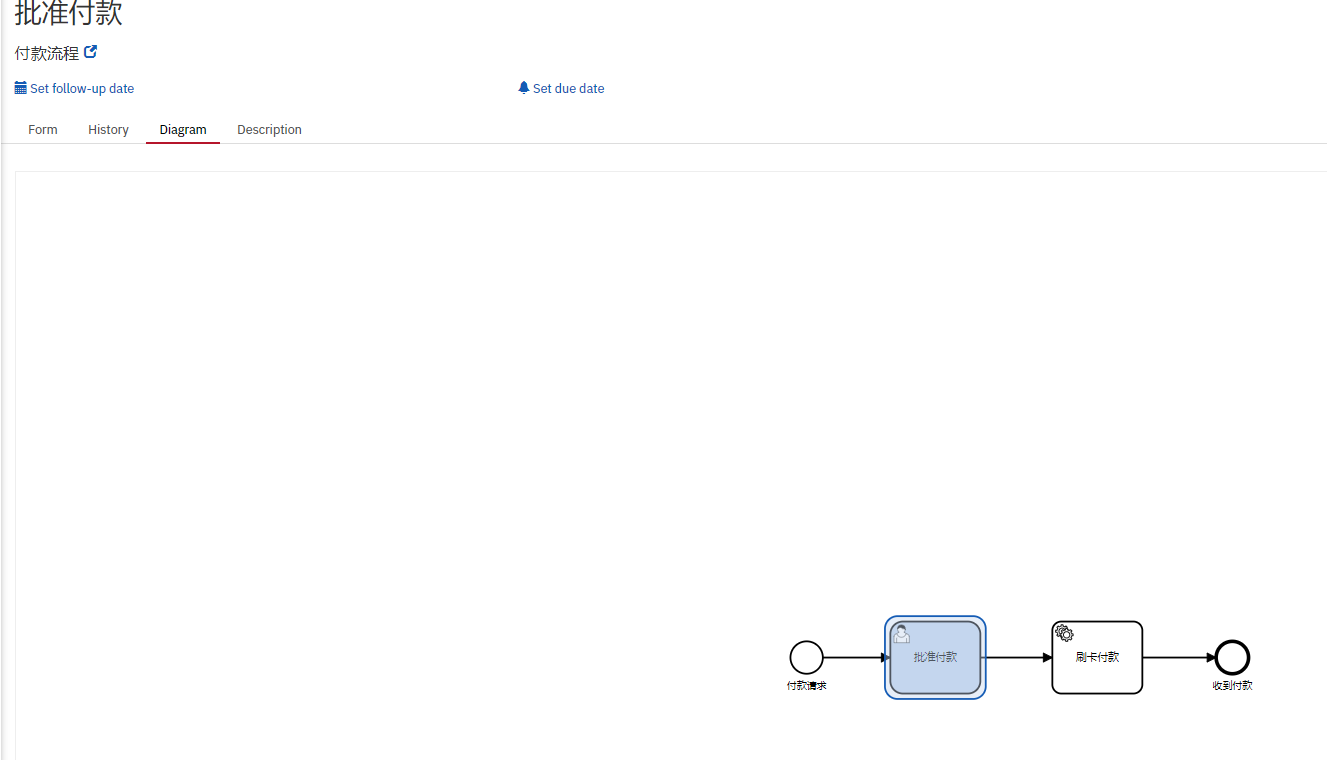 批准付款
付款流程
Set follow-up date
Set due date
Form
History
Diagram
Description
批准付款
刷卡付款
付款请求
收到付款